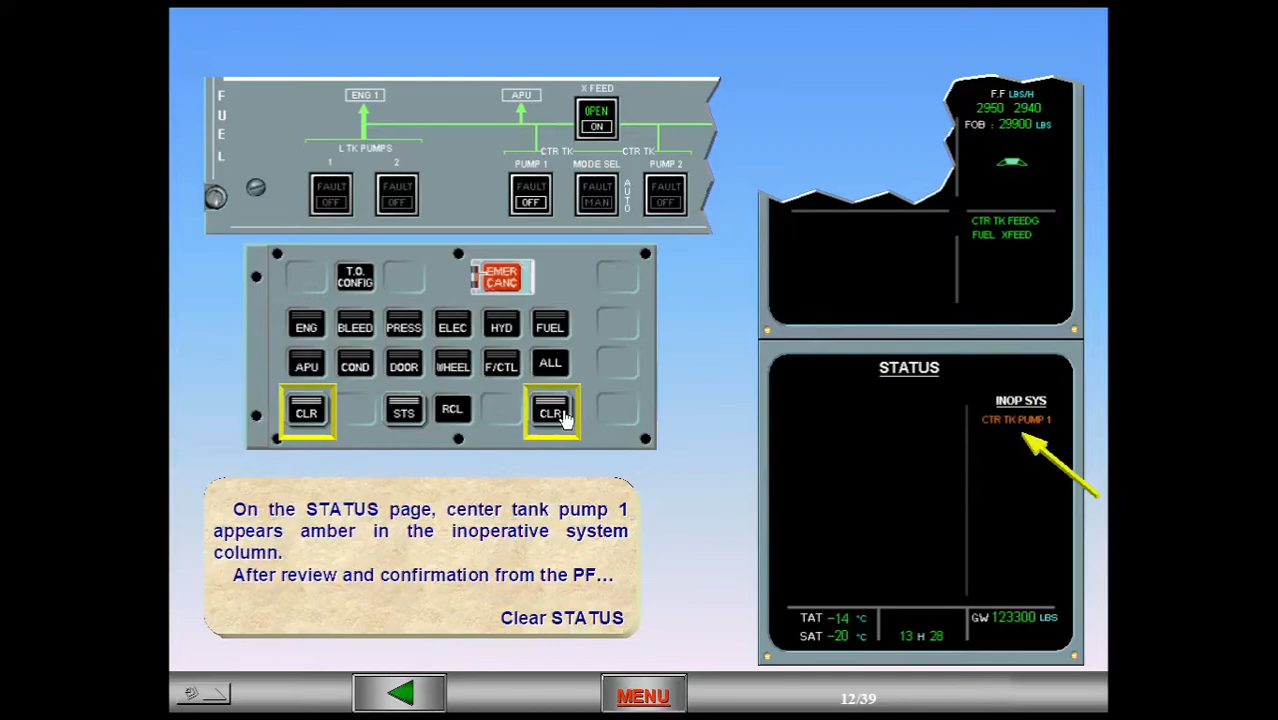 FUEL
ENG 1
APU
X FEED
OPEN
ON
L TK PUMPS
1
2
CTR TK
CTR TK
PUMP 1
MODE SEL
PUMP 2
FAULT
OFF
FAULT
OFF
FAULT
OFF
FAULT
MAN
AUTO
FAULT
OFF
F.F LBS/H
2950 2940
FOB : 29900 LBS
CTR TK FEEDG
FUEL XFEED
T.O.
CONFIG
EMER
CANC
ENG
BLEED
PRESS
ELEC
HYD
FUEL
APU
COND
DOOR
WHEEL
F/CTL
ALL
CLR
STS
RCL
CLR
STATUS
INOP SYS
CTR TK PUMP 1
TAT -14 °C
SAT -20 °C
13 H 28
GW 123300 LBS
On the STATUS page, center tank pump 1
appears amber in the inoperative system
column.
After review and confirmation from the PF...
Clear STATUS
MENU
12/39